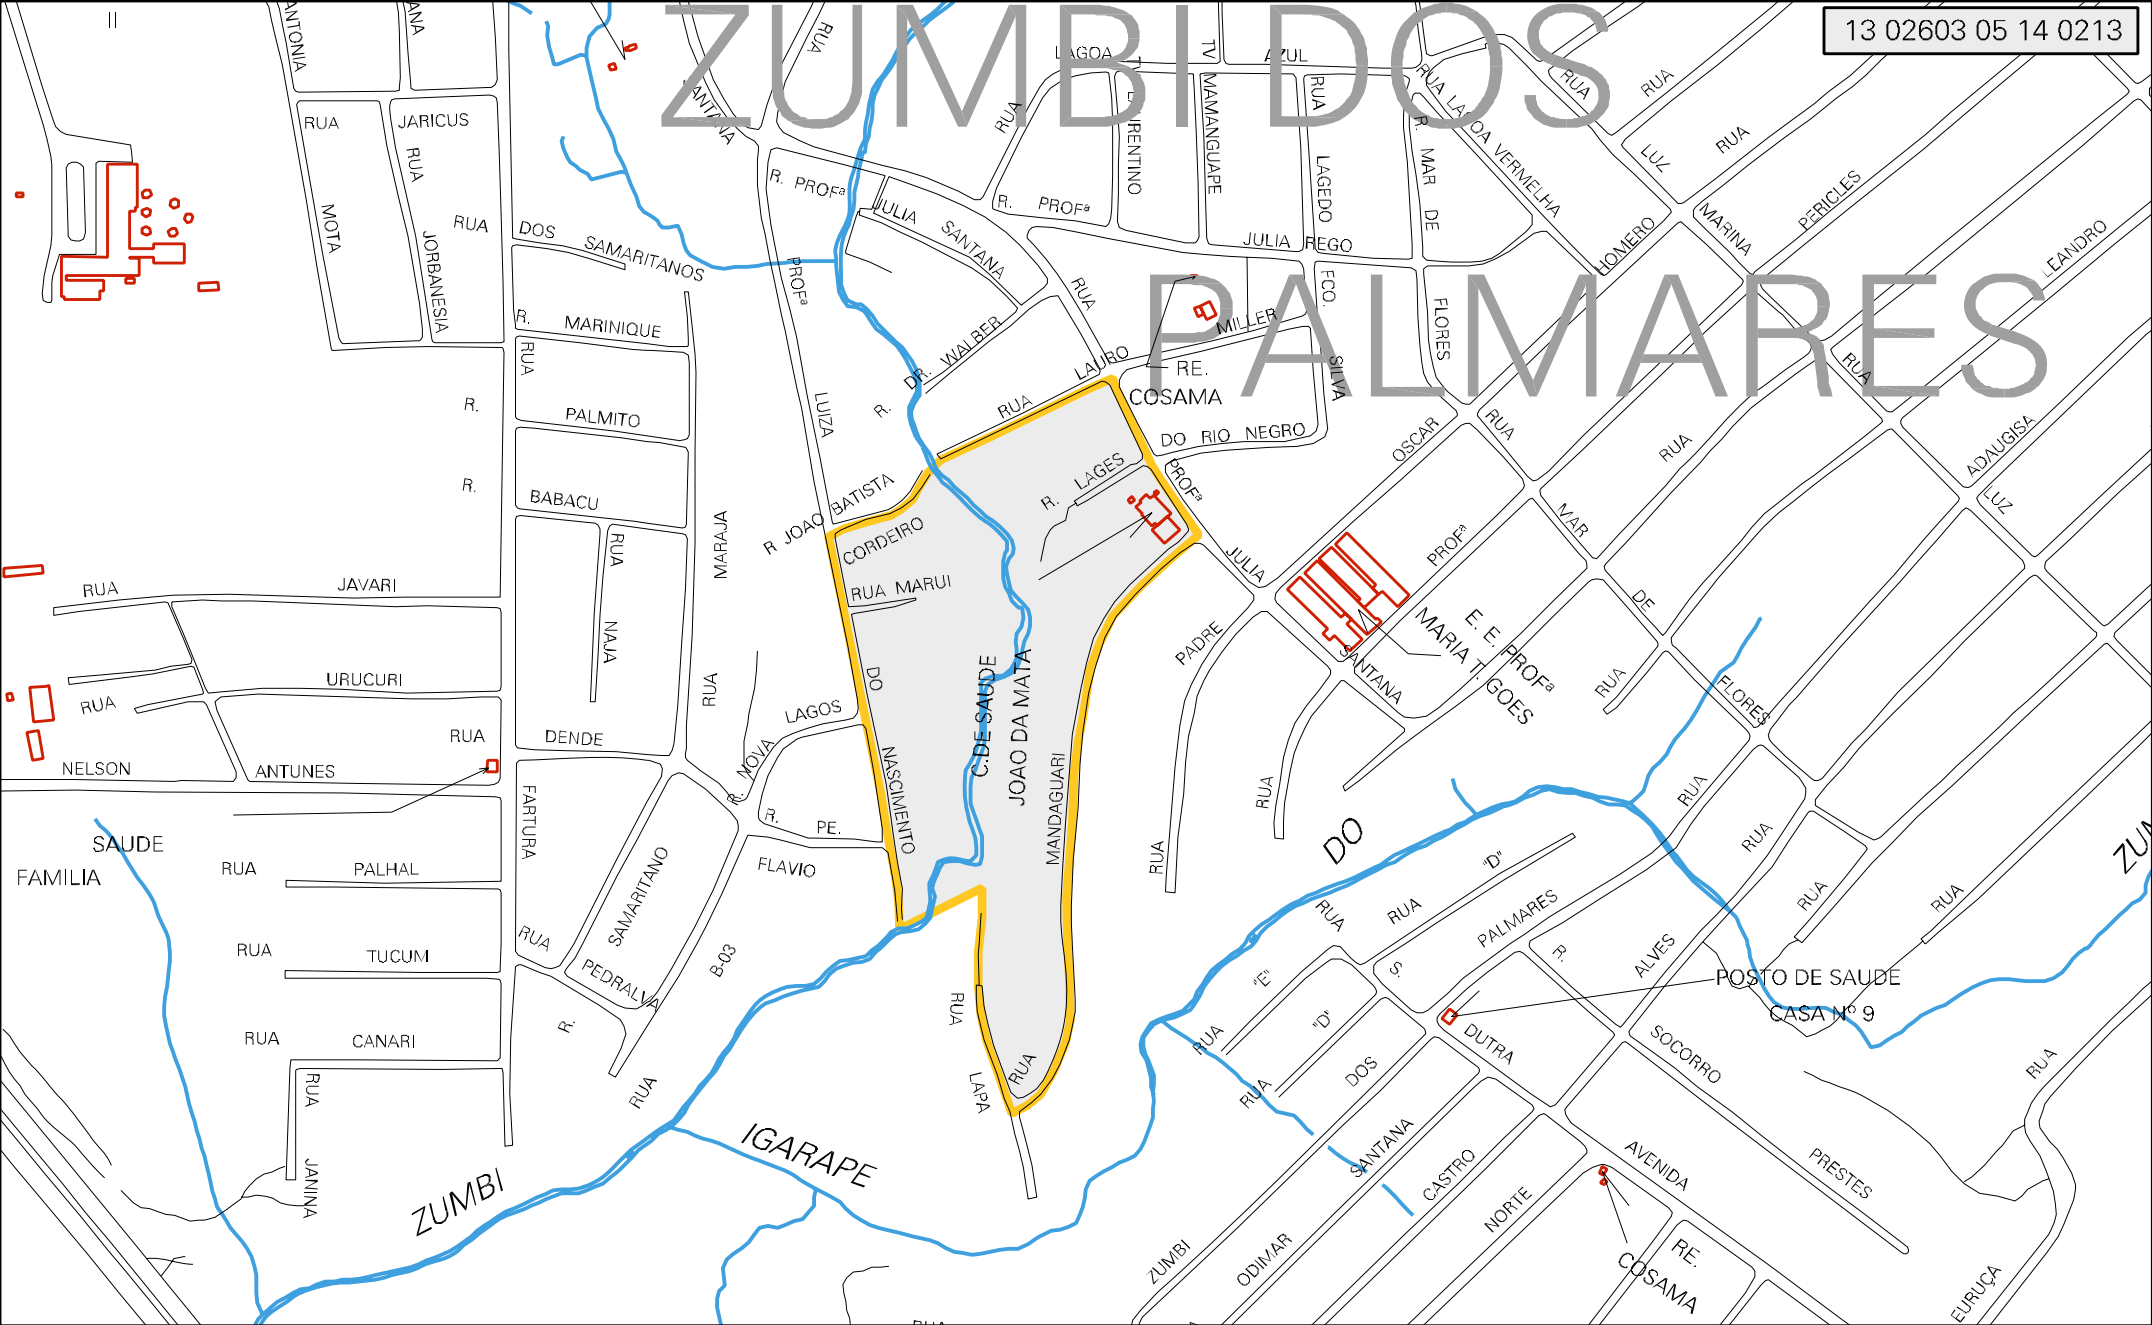 13 02603 05 14 0213
ZUMBI DOS
PALMARES
II
ANTONIA
ANA
RUA
SANTANA
LAGOA
TV
AZUL
RUA
RUA
RUA
RUA LAGOA VERMELHA
RUA
JARICUS
RUA
MAMANGUAPE
RUA
LAGEDO
R. MAR DE
FLORES
LUZ
RUA
MARINA
PERICLES
LEANDRO
HOMERO
MOTA
RUA
JORBANESIA
RUA
DOS
SAMARITANOS
R. PROFª
JULIA
SANTANA
R. PROFª
JULIA REGO
PROFª
LUIZA
RUA
FCO.
SILVA
R.
MARINIQUE
RUA
DR. WALBER
R.
RUA
LAURO
MILLER
RE.
COSAMA
DO RIO NEGRO
R.
PALMITO
R.
BABACU
R. LAGES
PROFª
OSCAR
RUA
RUA
RUA
ADAUGISA
LUZ
R JOAO BATISTA
CORDEIRO
RUA MARUI
MARAJA
RUA
RUA
NAJA
JULIA
SANTANA
PROFª
MAR
DE
FLORES
E. E. PROFª
MARIA T. GOES
RUA
JAVARI
RUA
URUCURI
RUA
DENDE
NELSON
ANTUNES
DO
NASCIMENTO
R. NOVA
LAGOS
R.
PE.
FLAVIO
C.DE SAUDE
JOAO DA MATA
MANDAGUARI
PADRE
RUA
RUA
RUA
RUA
RUA
RUA
RUA
FARTURA
SAUDE
FAMILIA
RUA
PALHAL
RUA
TUCUM
RUA
CANARI
RUA
JANINA
RUA
PEDRALVA
SAMARITANO
B-03
R.
RUA
RUA
LAPA
RUA
DO
ZUM
"D"
RUA
RUA
PALMARES
S.
R.
ALVES
"E"
"D"
RUA
RUA
DOS
DUTRA
POSTO DE SAUDE
CASA Nº 9
SOCORRO
PRESTES
RUA
EURUÇA
SANTANA
CASTRO
NORTE
AVENIDA
ZUMBI
ODIMAR
RE.
COSAMA
IGARAPE
ZUMBI